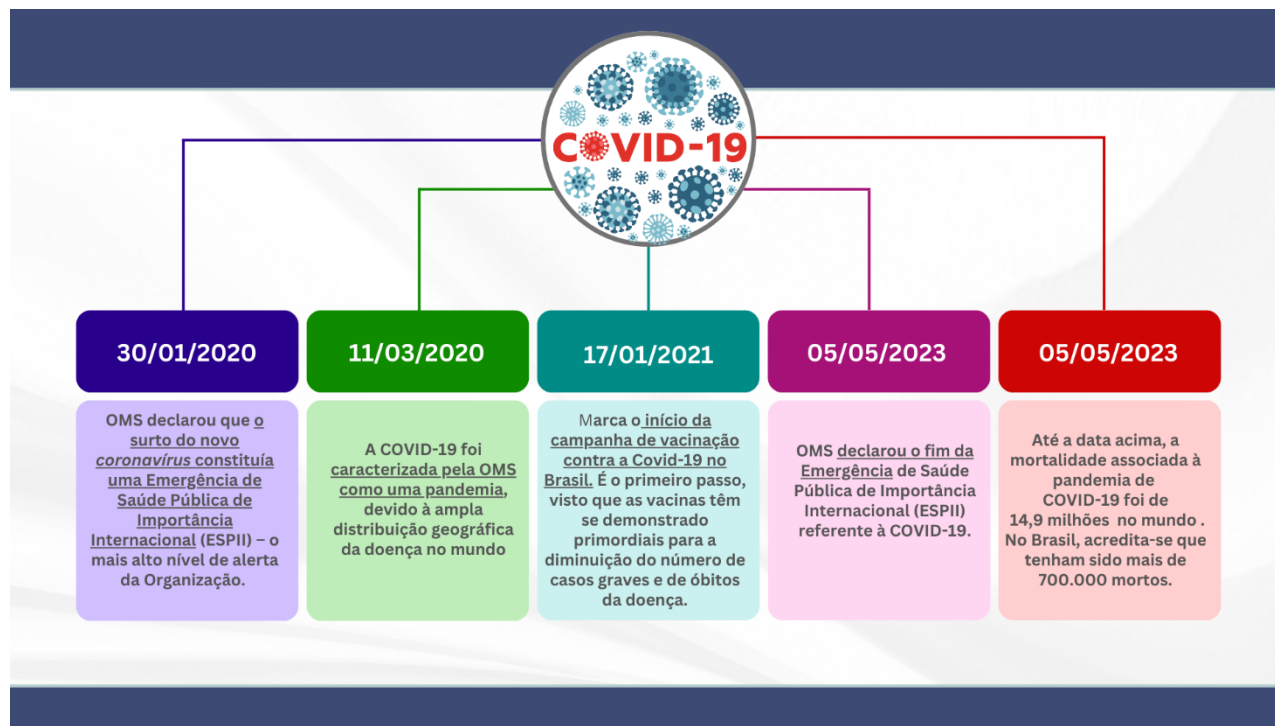 COVID-19
30/01/2020
OMS declarou que o
surto do novo
coronavírus constituía
uma Emergência de
Saúde Pública de
Importância
Internacional (ESPII) – o
mais alto nível de alerta
da Organização.
11/03/2020
A COVID-19 foi
caracterizada pela OMS
como uma pandemia,
devido à ampla
distribuição geográfica
da doença no mundo
17/01/2021
Marca o início da
campanha de vacinação
contra a Covid-19 no
Brasil. É o primeiro passo,
visto que as vacinas têm
se demonstrado
primordiais para a
diminuição do número de
casos graves e de óbitos
da doença.
05/05/2023
OMS declarou o fim da
Emergência de Saúde
Pública de Importância
Internacional (ESPII)
referente à COVID-19.
05/05/2023
Até a data acima, a
mortalidade associada à
pandemia de
COVID-19 foi de
14,9 milhões  no mundo .
No Brasil, acredita-se que
tenham sido mais de
700.000 mortos.